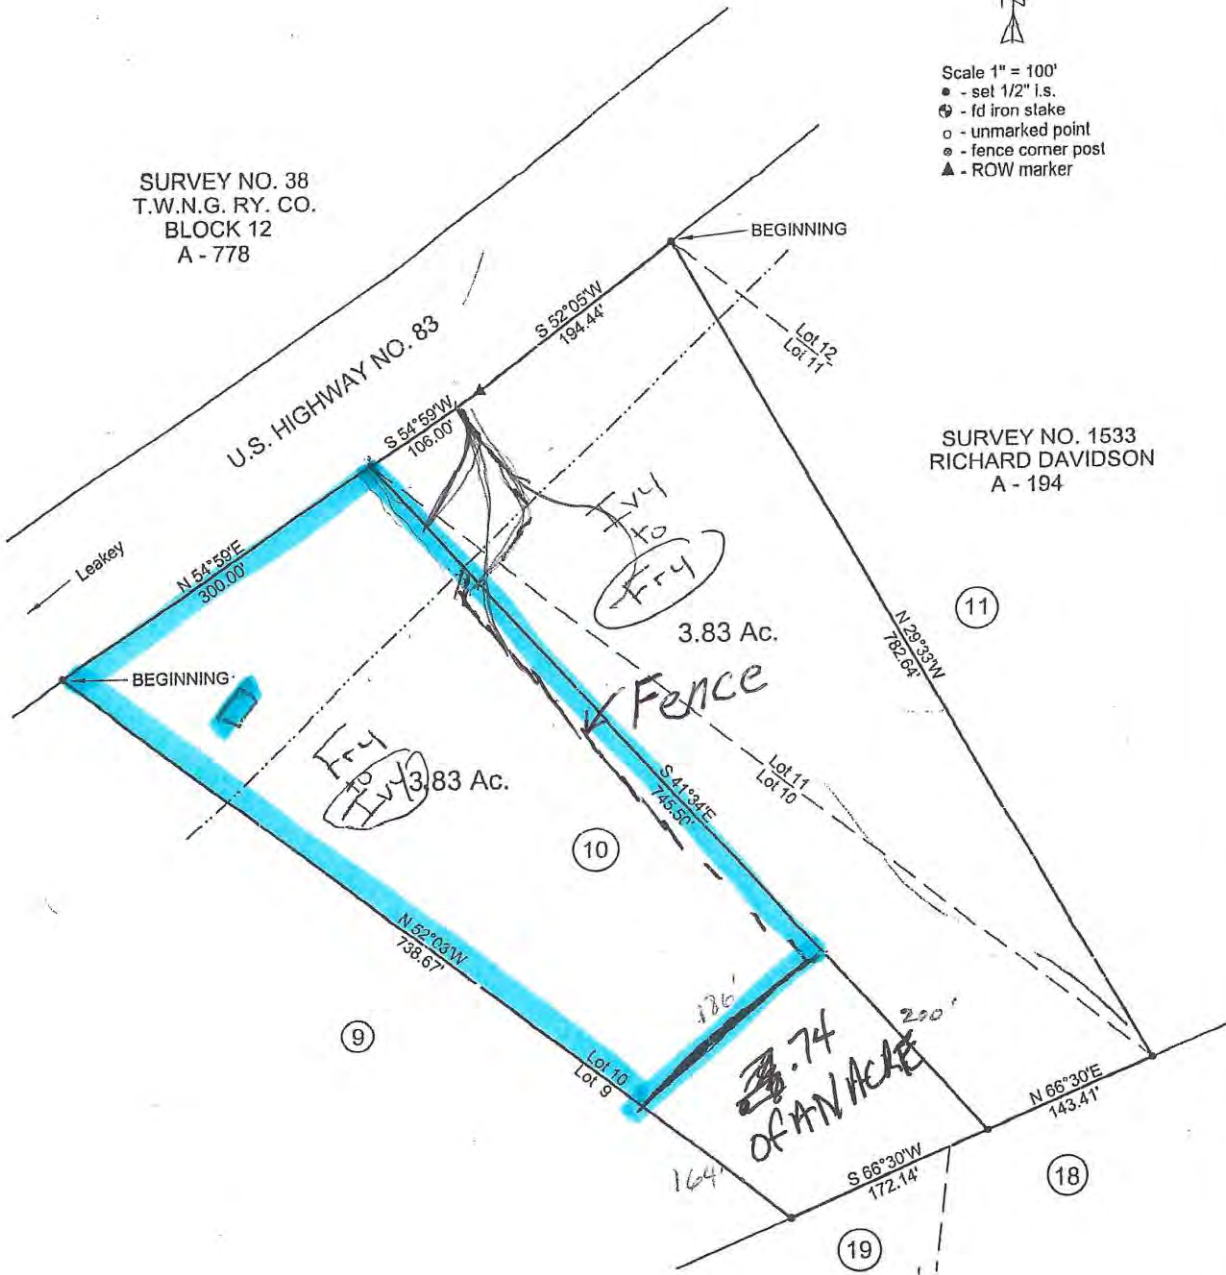 Scale 1" = 100'
- set 1/2" i.s.
- fd iron stake
- unmarked point
- fence corner post
- ROW marker
SURVEY NO. 38
T.W.N.G. RY. CO.
BLOCK 12
A - 778
BEGINNING
S 52°05'W
194.44'
Lot 12
Lot 11
U.S. HIGHWAY NO. 83
S 54°59'W
106.00'
SURVEY NO. 1533
RICHARD DAVIDSON
A - 194
Ivy
to
Fry
Leakey
N 54°59'E
300.00'
11
3.83 Ac.
N 29°33'W
782.64'
BEGINNING
Fence
Fry
to
Ivy
3.83 Ac.
S 41°34'E
745.50'
Lot 11
Lot 10
10
N 52°03'W
738.67'
186'
200'
9
Lot 10
Lot 9
.74
of AN ACRE
N 66°30'E
143.41'
164'
S 66°30'W
172.14'
18
19